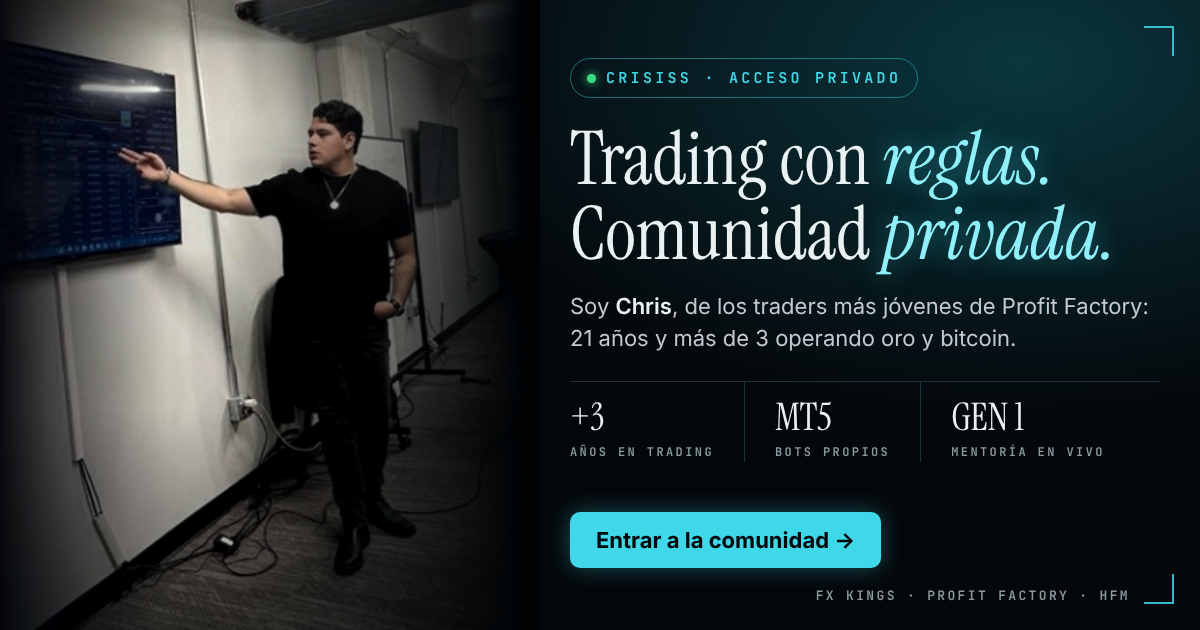 CRISISS · ACCESO PRIVADO
Trading con reglas.
Comunidad privada.
Soy Chris, de los traders más jóvenes de Profit Factory:
21 años y más de 3 operando oro y bitcoin.
+3
AÑOS EN TRADING
MT5
BOTS PROPIOS
GEN 1
MENTORÍA EN VIVO
Entrar a la comunidad →
FX KINGS · PROFIT FACTORY · HFM